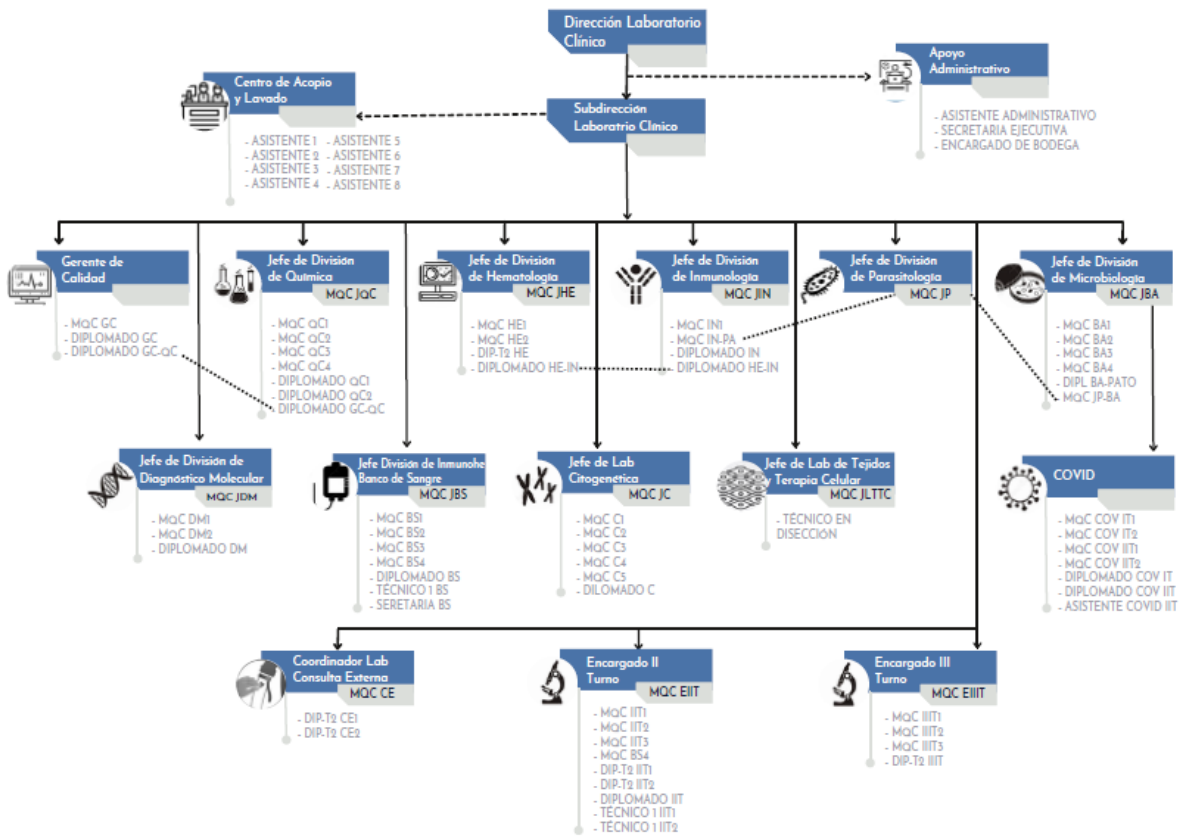 Dirección Laboratorio
Clínico
Apoyo
Administrativo
- ASISTENTE ADMINISTRATIVO
- SECRETARIA EJECUTIVA
- ENCARGADO DE BODEGA
Centro de Acopio
y Lavado
- ASISTENTE 1 - ASISTENTE 5
- ASISTENTE 2 - ASISTENTE 6
- ASISTENTE 3 - ASISTENTE 7
- ASISTENTE 4 - ASISTENTE 8
Subdirección
Laboratrio Clínico
Gerente de
Calidad
- MQC GC
- DIPLOMADO GC
- DIPLOMADO GC-QC
Jefe de División
de Química
MQC JQC
- MQC QC1
- MQC QC2
- MQC QC3
- MQC QC4
- DIPLOMADO QC1
- DIPLOMADO QC2
- DIPLOMADO GC-QC
Jefe de División
de Hematología
MQC JHE
- MQC HE1
- MQC HE2
- DIP-T2 HE
- DIPLOMADO HE-IN
Jefe de División
de Inmunología
MQC JIN
- MQC IN1
- MQC IN-PA
- DIPLOMADO IN
- DIPLOMADO HE-IN
Jefe de División
de Parasitología
MQC JP
Jefe de División
de Microbiología
MQC JBA
- MQC BA1
- MQC BA2
- MQC BA3
- MQC BA4
- DIPL BA-PATO
- MQC JP-BA
Jefe de División de
Diagnóstico Molecular
MQC JDM
- MQC DM1
- MQC DM2
- DIPLOMADO DM
Jefe División de Inmunohe
Banco de Sangre
MQC JBS
- MQC BS1
- MQC BS2
- MQC BS3
- MQC BS4
- DIPLOMADO BS
- TÉCNICO 1 BS
- SERETARIA BS
Jefe de Lab
Citogenética
MQC JC
- MQC C1
- MQC C2
- MQC C3
- MQC C4
- MQC C5
- DILOMADO C
Jefe de Lab de Tejidos
y Terapia Celular
MQC JLTTC
- TÉCNICO EN
DISECCIÓN
COVID
- MQC COV IT1
- MQC COV IT2
- MQC COV IIT1
- MQC COV IIT2
- DIPLOMADO COV IT
- DIPLOMADO COV IIT
- ASISTENTE COVID IIT
Coordinador Lab
Consulta Externa
MQC CE
- DIP-T2 CE1
- DIP-T2 CE2
Encargado II
Turno
MQC EIIT
- MQC IIT1
- MQC IIT2
- MQC IIT3
- MQC BS4
- DIP-T2 IIT1
- DIP-T2 IIT2
- DIPLOMADO IIT
- TÉCNICO 1 IIT1
- TÉCNICO 1 IIT2
Encargado III
Turno
MQC EIIIT
- MQC IIIT1
- MQC IIIT2
- MQC IIIT3
- DIP-T2 IIIT